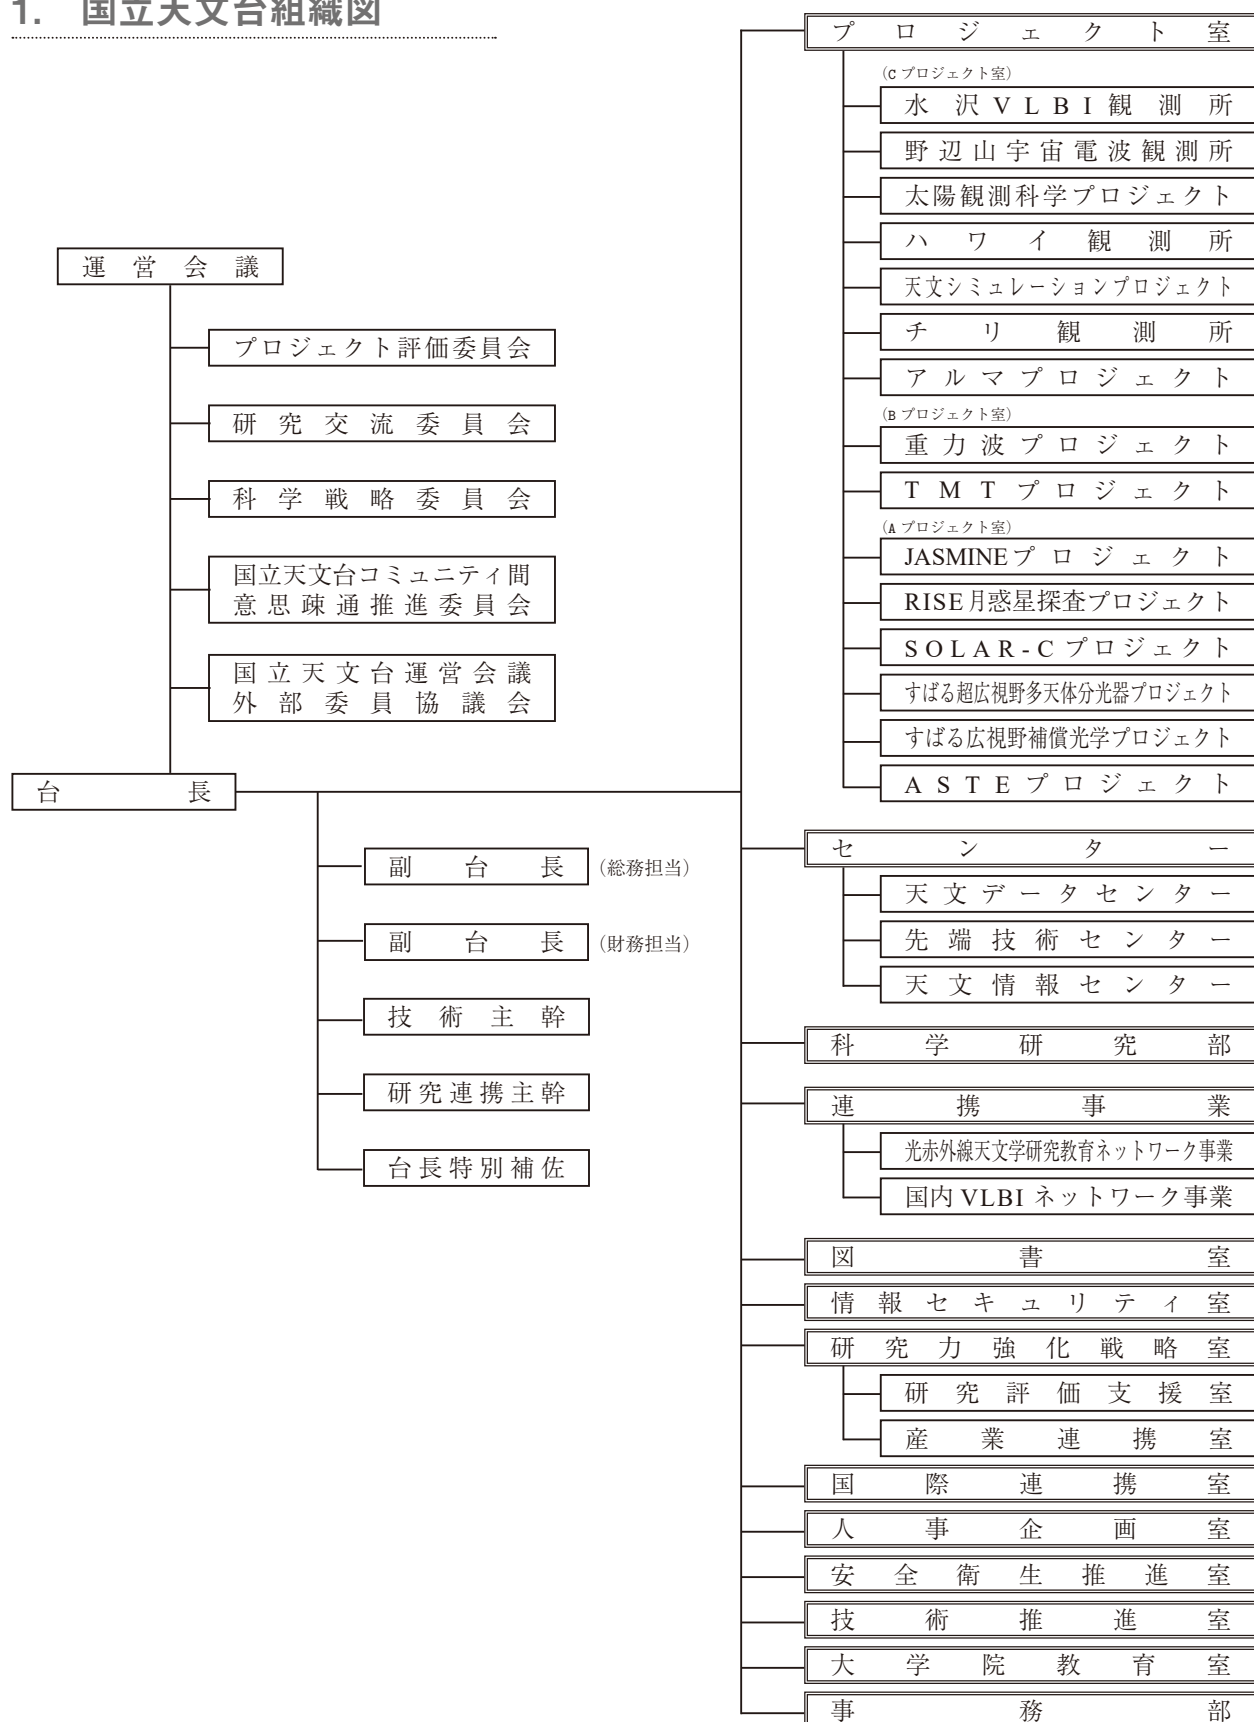 1. 国立天文台組織図
運営会議
プロジェクト評価委員会
研究交流委員会
科学戦略委員会
国立天文台コミュニティ間
意思疎通推進委員会
国立天文台運営会議
外部委員協議会
台長
副台長 (総務担当)
副台長 (財務担当)
技術主幹
研究連携主幹
台長特別補佐
プロジェクト室
(C プロジェクト室)
水沢VLBI観測所
野辺山宇宙電波観測所
太陽観測科学プロジェクト
ハワイ観測所
天文シミュレーションプロジェクト
チリ観測所
アルマプロジェクト
(B プロジェクト室)
重力波プロジェクト
TMTプロジェクト
(A プロジェクト室)
JASMINEプロジェクト
RISE月惑星探査プロジェクト
SOLAR-Cプロジェクト
すばる超広視野多天体分光器プロジェクト
すばる広視野補償光学プロジェクト
ASTEプロジェクト
センター
天文データセンター
先端技術センター
天文情報センター
科学研究部
連携事業
光赤外線天文学研究教育ネットワーク事業
国内 VLBI ネットワーク事業
図書室
情報セキュリティ室
研究力強化戦略室
研究評価支援室
産業連携室
国際連携室
人事企画室
安全衛生推進室
技術推進室
大学院教育室
事務部